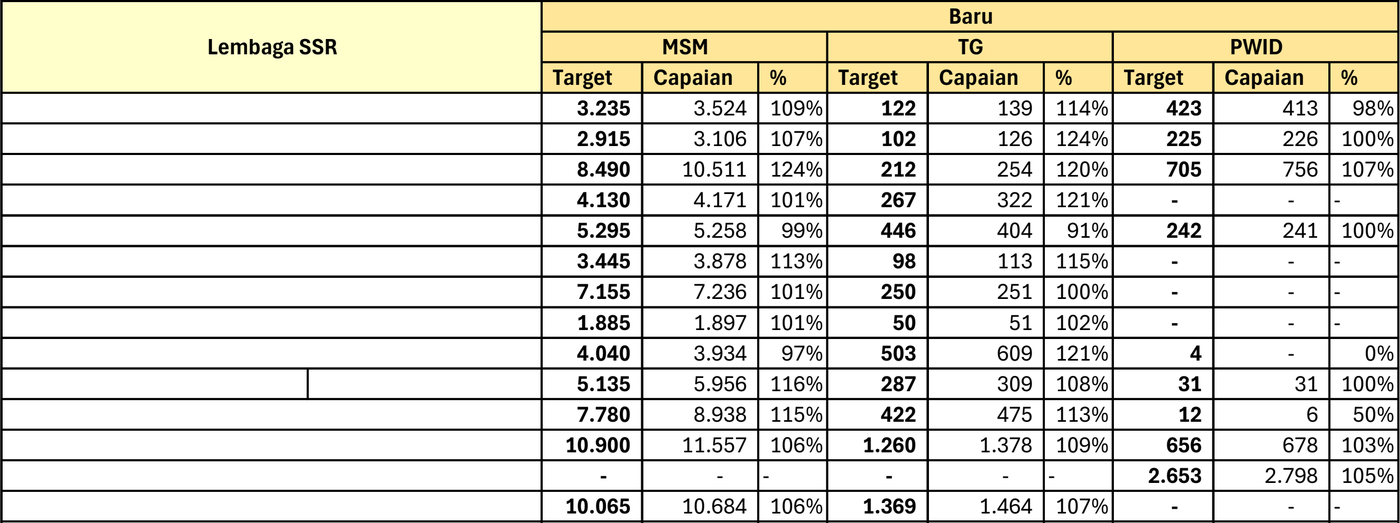 Baru
Lembaga SSR MSM TG PWID
Target Capaian % Target Capaian % Target Capaian %
3.235 3.524 109% 122 139 114% 423 413 98%
2.915 3.106 107% 102 126 124% 225 226 100%
8.490 10.511 124% 212 254 120% 705 756 107%
4.130 4.171 101% 267 322 121% - - -
5.295 5.258 99% 446 404 91% 242 241 100%
3.445 3.878 113% 98 113 115% - - -
7.155 7.236 101% 250 251 100% - - -
1.885 1.897 101% 50 51 102% - - -
4.040 3.934 97% 503 609 121% 4 - 0%
5.135 5.956 116% 287 309 108% 31 31 100%
7.780 8.938 115% 422 475 113% 12 6 50%
10.900 11.557 106% 1.260 1.378 109% 656 678 103%
- - - - - - 2.653 2.798 105%
10.065 10.684 106% 1.369 1.464 107% - - -